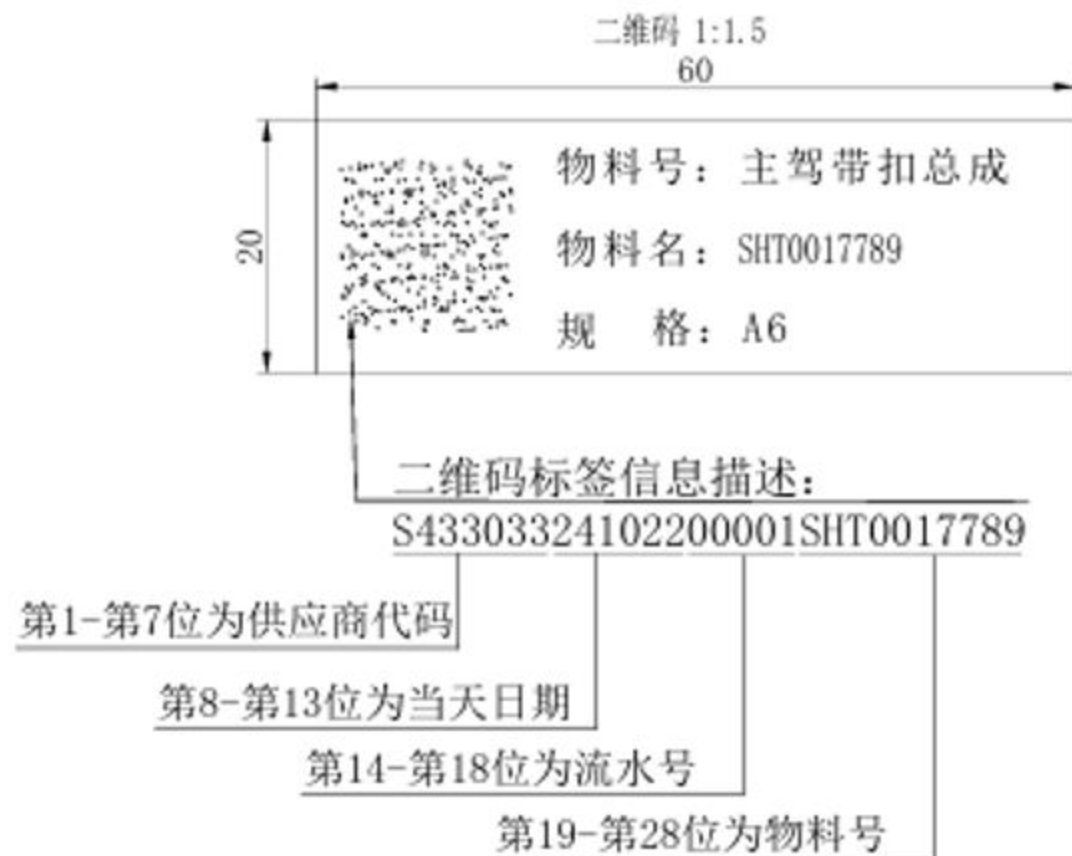 二维码 1:1.5
60
20
物料号：主驾带扣总成
物料名：SHT0017789
规 格：A6
二维码标签信息描述：
S43303324102200001SHT0017789
第1-第7位为供应商代码
第8-第13位为当天日期
第14-第18位为流水号
第19-第28位为物料号